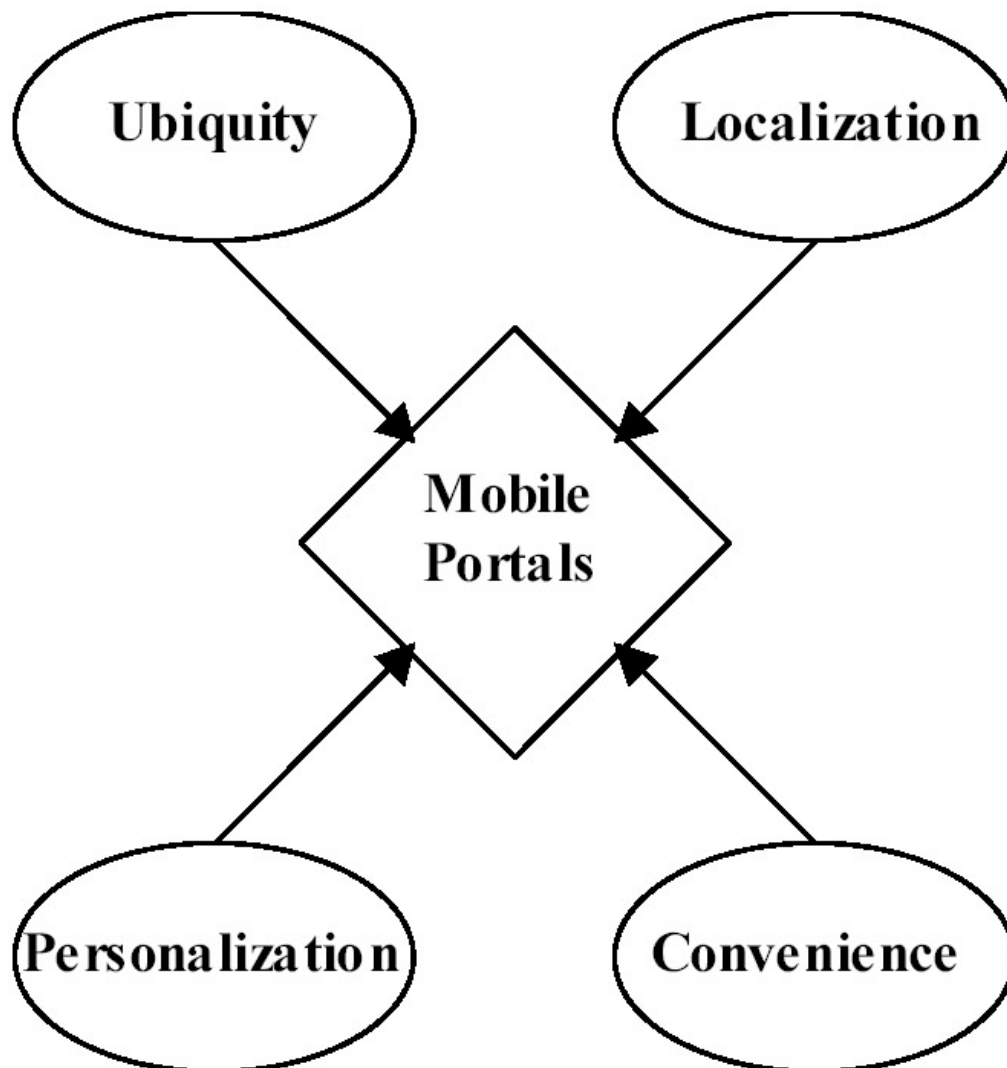 Ubiquity
Localization
Mobile
Portals
Personalization
Convenience